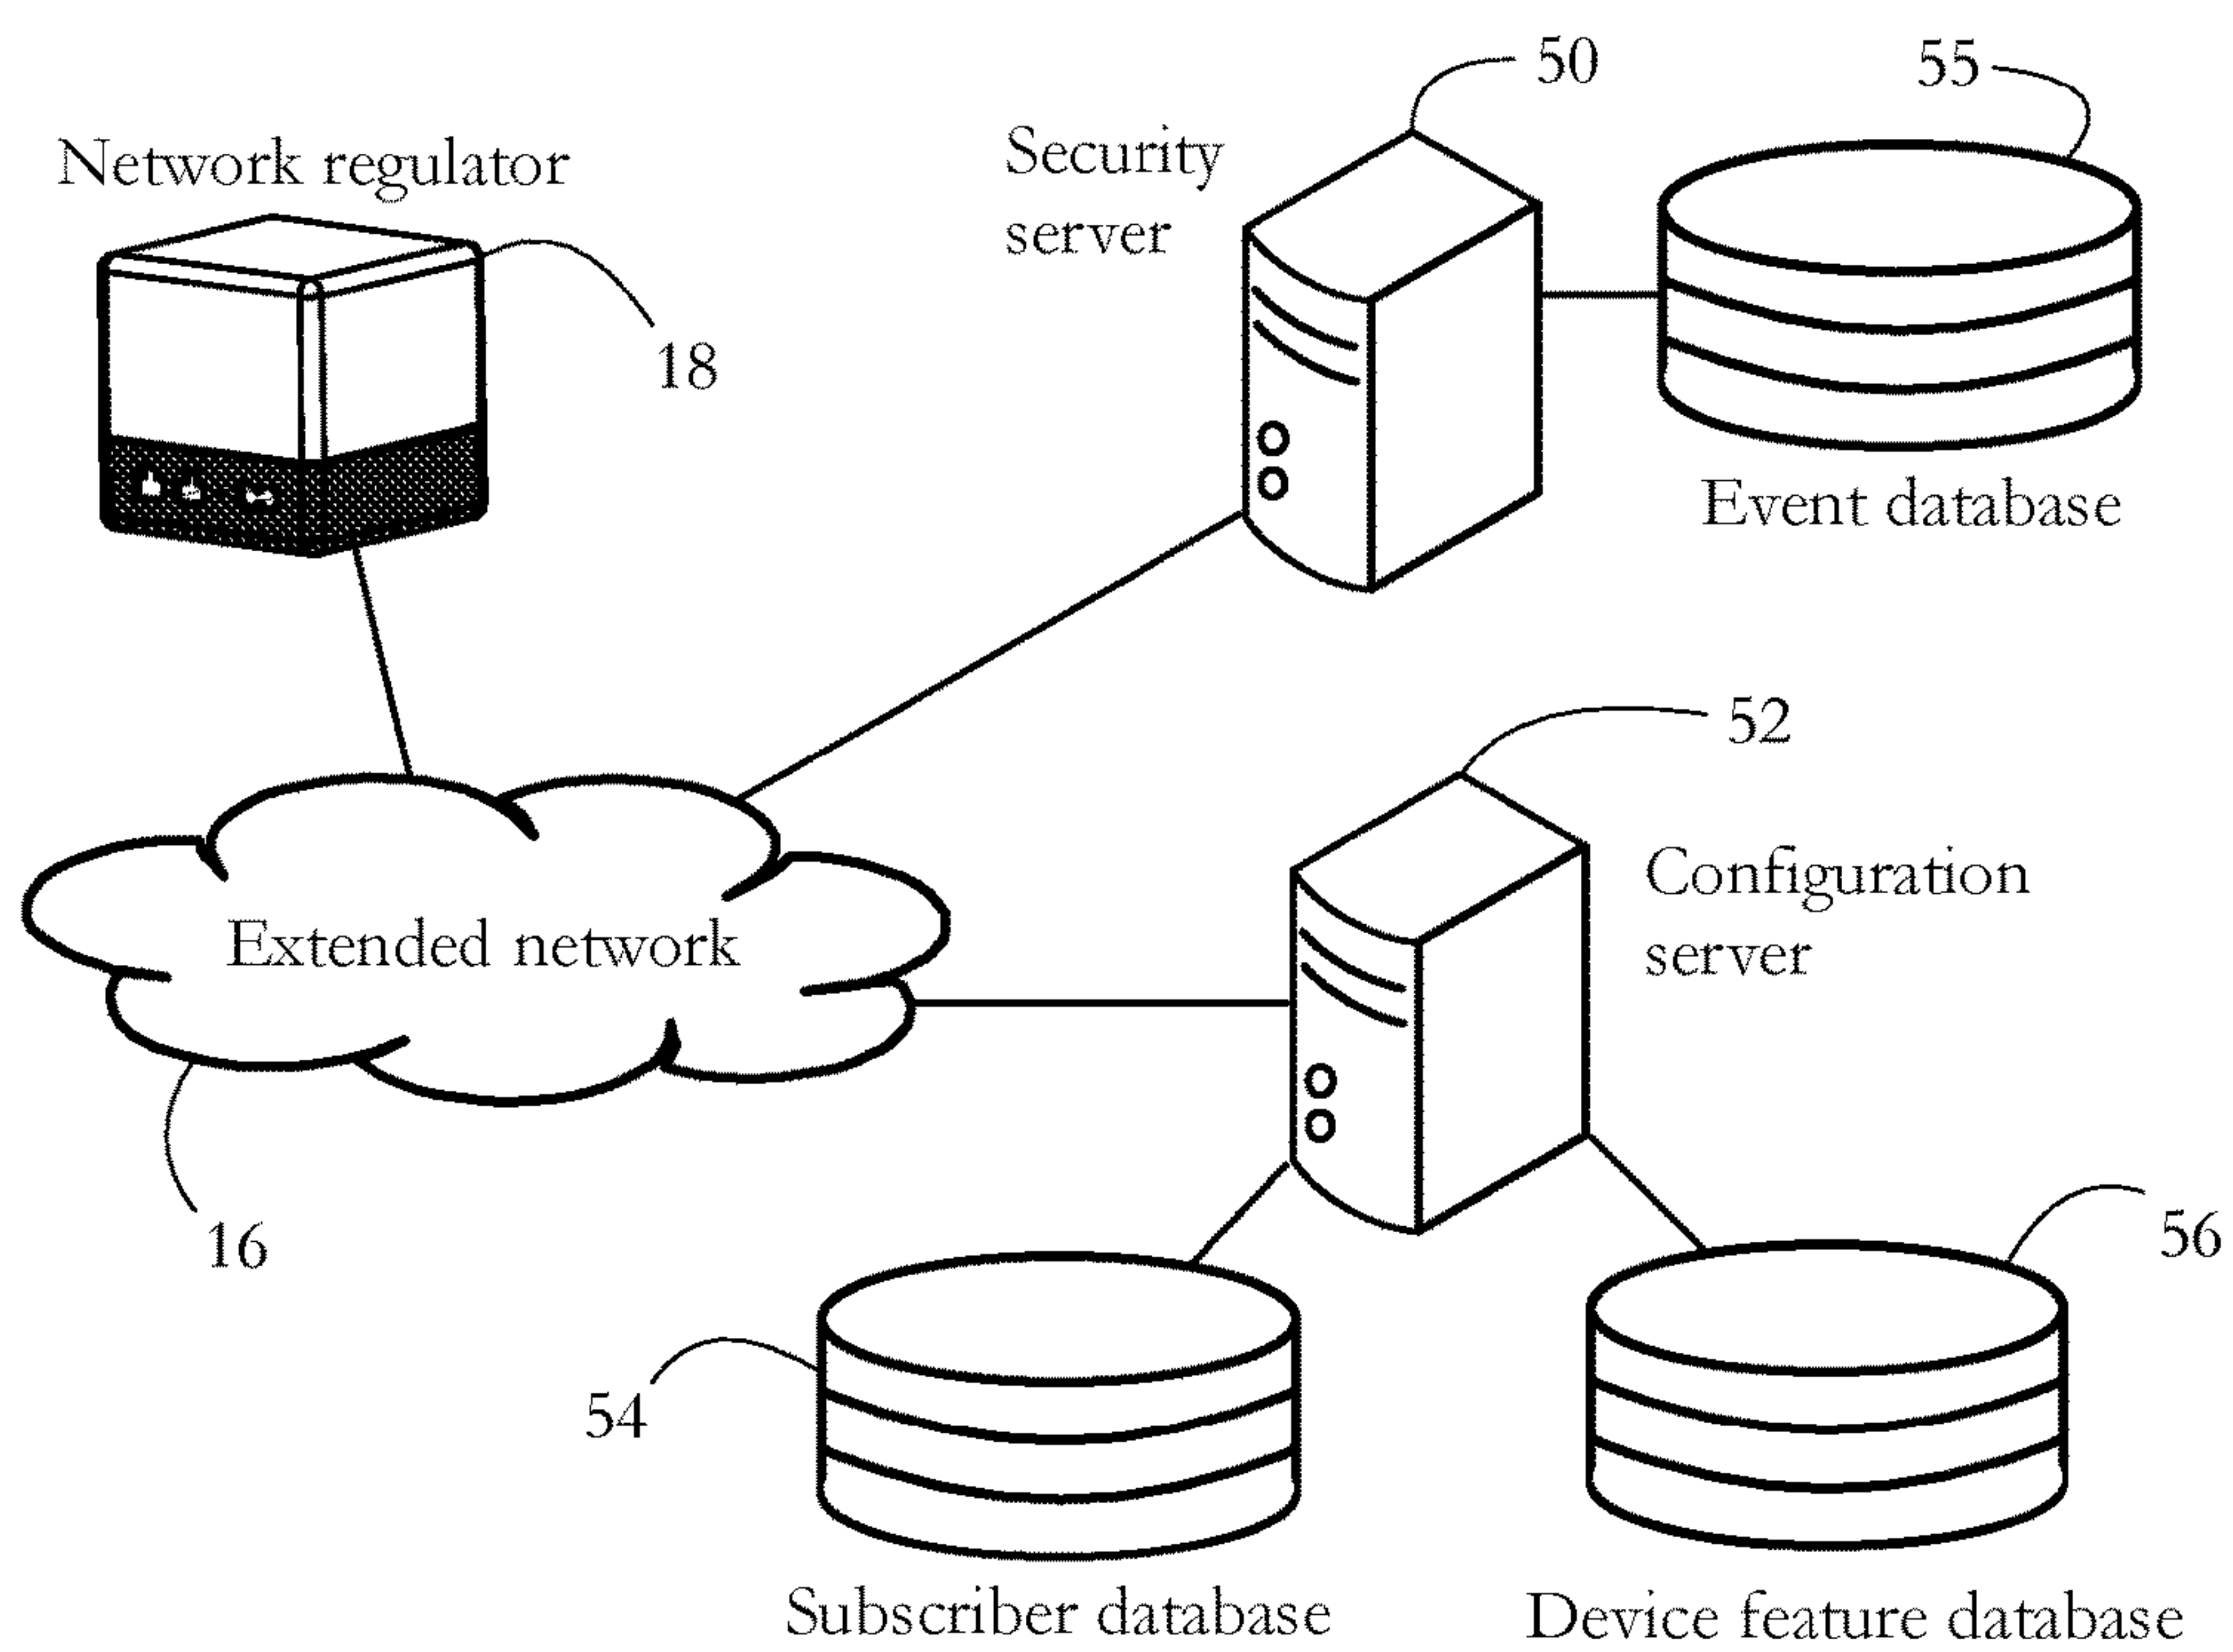 50
55
Network regulator
Security
server
18
Event database
52
Configuration
server
Extended network
16
56
54
Subscriber database
Device feature database